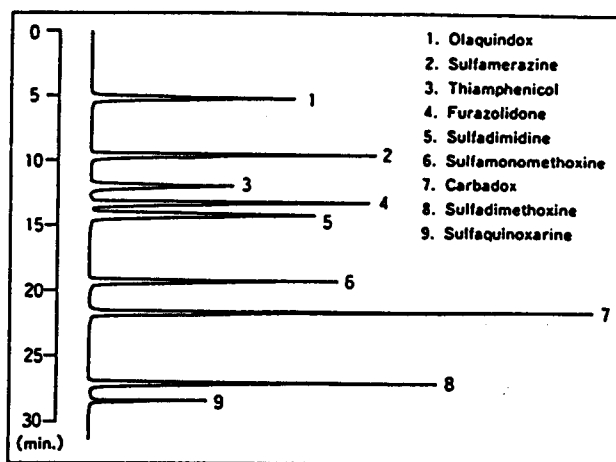 0
5
10
15
20
25
30
(min.)
1
2
3
4
5
6
7
8
9
1. Olaquindox
2. Sulfamerazine
3. Thiamphenicol
4. Furazolidone
5. Sulfadimidine
6. Sulfamonomethoxine
7. Carbadox
8. Sulfadimethoxine
9. Sulfaquinoxarine